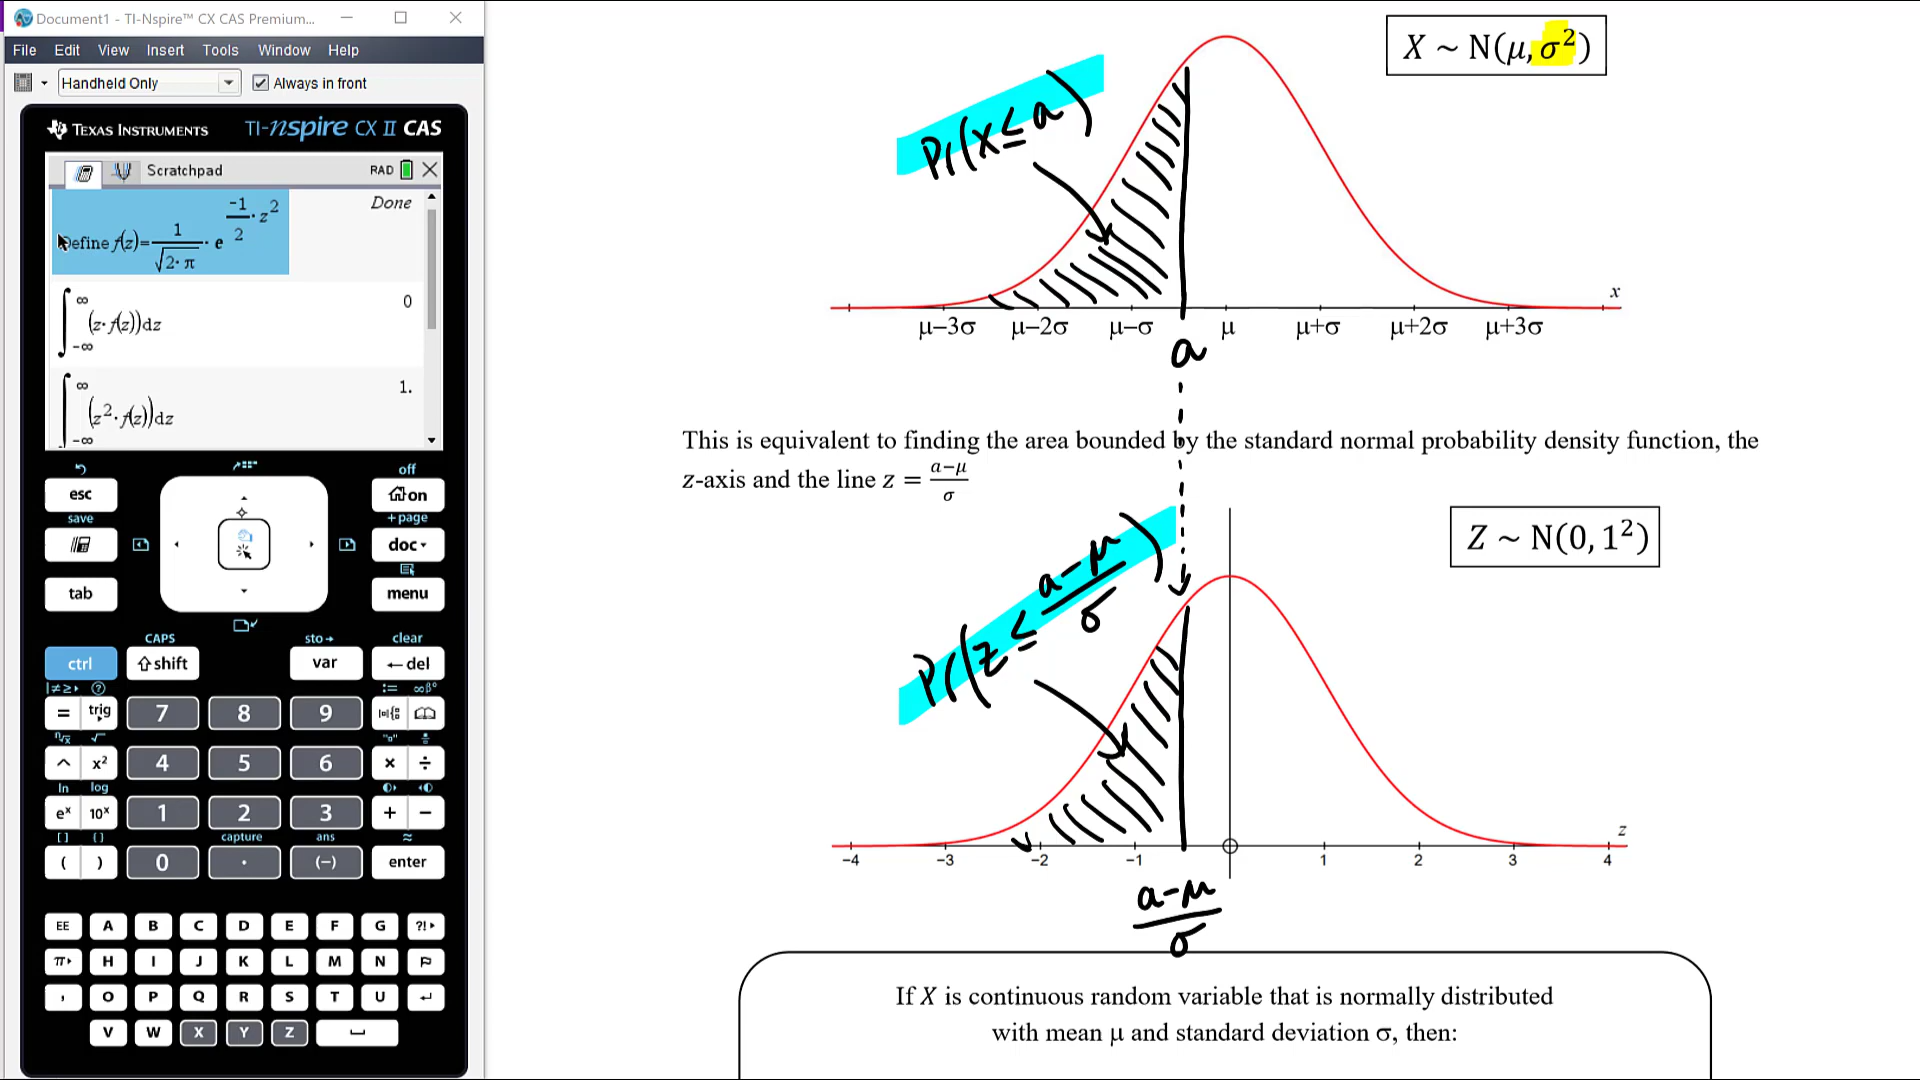 Document1 - TI-Nspire™ CX CAS Premium...
File Edit View Insert Tools Window Help
Handheld Only Always in front
TEXAS INSTRUMENTS TI-nspire CX II CAS
Scratchpad RAD
Define f(z)=1/√(2·π)·e^(-1/2·z²) Done
∫_-∞^∞ (z·f(z))dz 0
∫_-∞^∞ (z²·f(z))dz 1.
off
esc on
save + page
doc
tab menu
CAPS sto→ clear
ctrl shift var ←del
|≠≥▸ ? := ∞β°
= trig 7 8 9
ⁿ√x √ "▫"
^ x² 4 5 6 × ÷
ln log
eˣ 10ˣ 1 2 3 + −
[ ] { } capture ans ≈
( ) 0 . (−) enter
EE A B C D E F G ?!▸
π▸ H I J K L M N
, O P Q R S T U ↵
V W X Y Z
X ~ N(μ, σ²)
Pr(X≤a)
x
μ−3σ μ−2σ μ−σ μ μ+σ μ+2σ μ+3σ
a
This is equivalent to finding the area bounded by the standard normal probability density function, the
z-axis and the line z = (a−μ)/σ
Z ~ N(0, 1²)
Pr(z ≤ (a−μ)/σ)
z
−4 −3 −2 −1 1 2 3 4
(a−μ)/σ
If X is continuous random variable that is normally distributed
with mean μ and standard deviation σ, then: